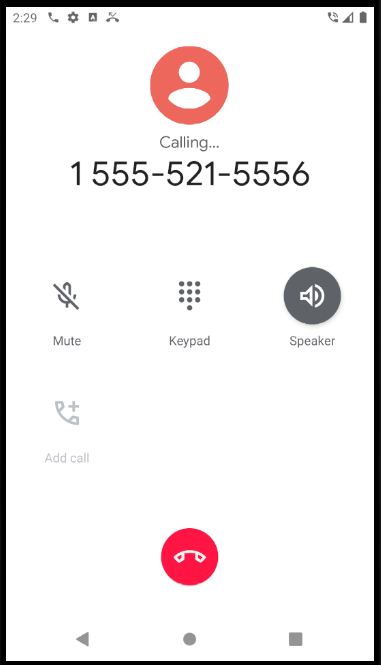 2:29
Calling...
1 555-521-5556
Mute
Keypad
Speaker
Add call